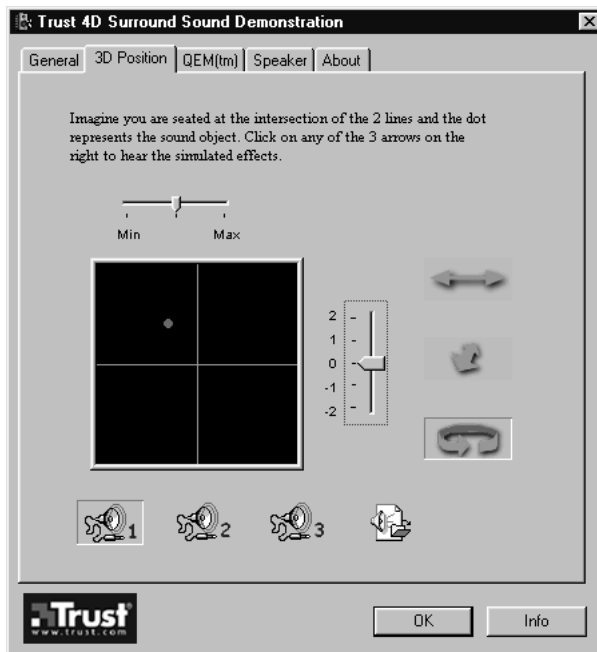 Trust 4D Surround Sound Demonstration
General 3D Position QEM(tm) Speaker About
Imagine you are seated at the intersection of the 2 lines and the dot
represents the sound object. Click on any of the 3 arrows on the
right to hear the simulated effects.
Min Max
2
1
0
-1
-2
1 2 3
Trust
www.trust.com
OK Info